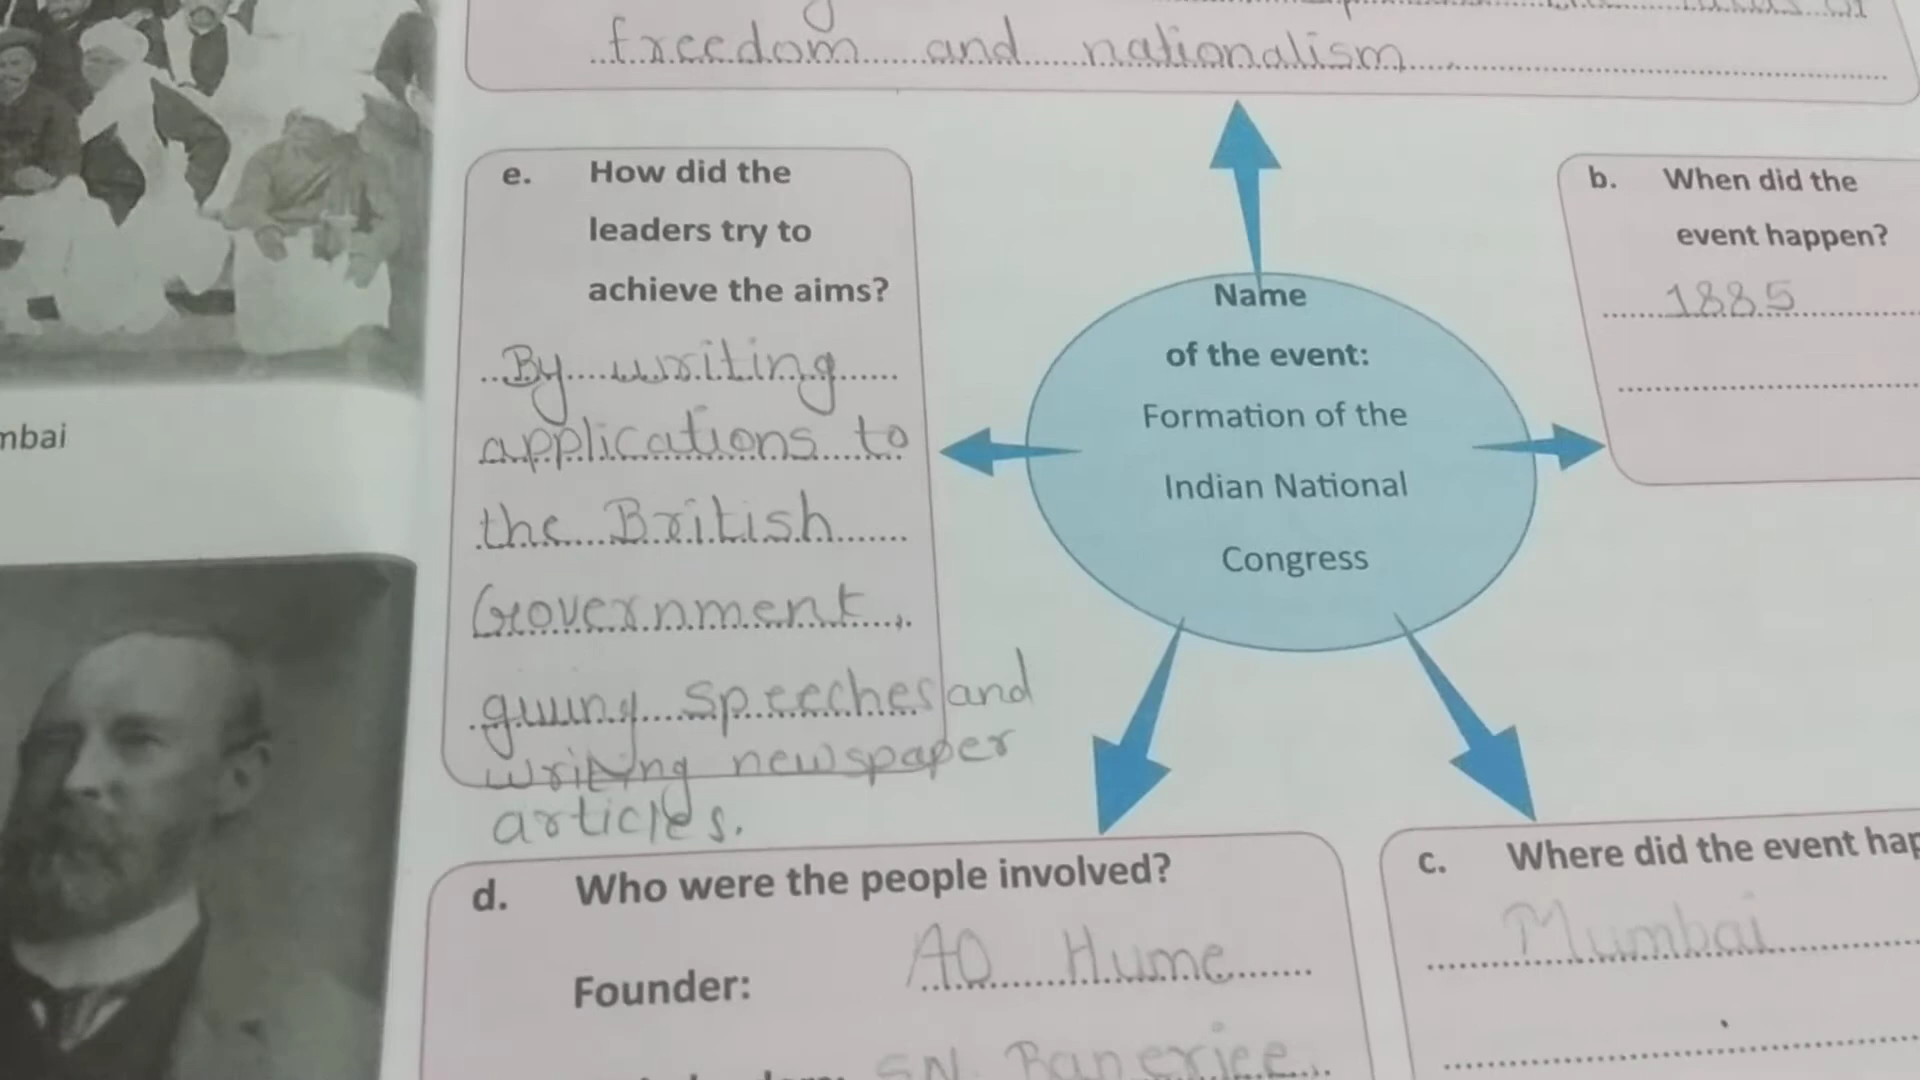 freedom and nationalism
e. How did the
leaders try to
achieve the aims?
By writing
applications to
the British
Government,
giving speeches and
writing newspaper
articles.
b. When did the
event happen?
1885
Name
of the event:
Formation of the
Indian National
Congress
mbai
d. Who were the people involved?
Founder: AO Hume
SN Banerjee,
c. Where did the event hap
Mumbai